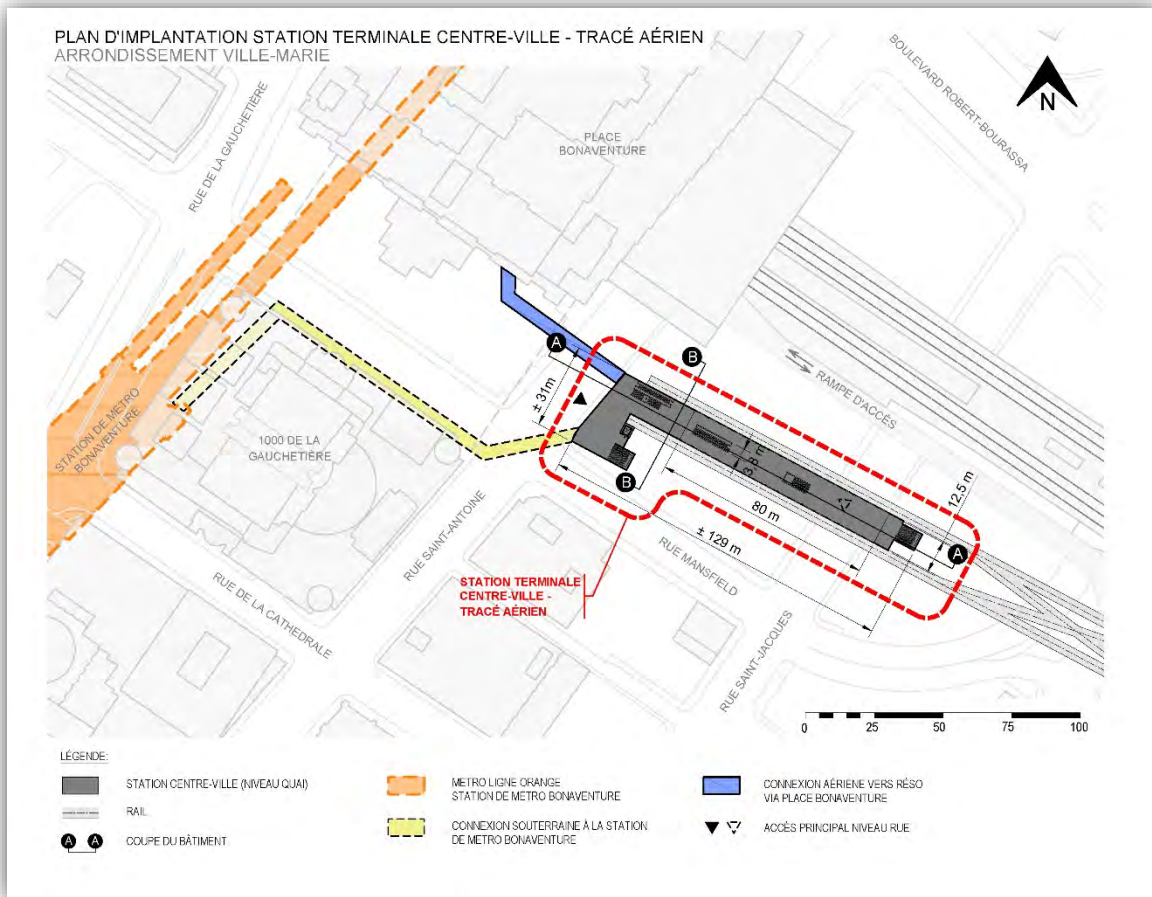 PLAN D'IMPLANTATION STATION TERMINALE CENTRE-VILLE - TRACÉ AÉRIEN
ARRONDISSEMENT VILLE-MARIE
BOULEVARD ROBERT-BOURASSA
N
RUE DE LA GAUCHETIÈRE
PLACE
BONAVENTURE
A
B
± 31m
RAMPE D'ACCÈS
STATION DE METRO
BONAVENTURE
1000 DE LA
GAUCHETIÈRE
3,8 m
12,5 m
B
80 m
A
± 129 m
RUE SAINT-ANTOINE
RUE MANSFIELD
STATION TERMINALE
CENTRE-VILLE -
TRACÉ AÉRIEN
RUE DE LA CATHEDRALE
RUE SAINT-JACQUES
0 25 50 75 100
LÉGENDE:
STATION CENTRE-VILLE (NIVEAU QUAI)
RAIL
A A COUPE DU BÂTIMENT
METRO LIGNE ORANGE
STATION DE METRO BONAVENTURE
CONNEXION SOUTERRAINE À LA STATION
DE METRO BONAVENTURE
CONNEXION AÉRIENE VERS RÉSO
VIA PLACE BONAVENTURE
ACCÈS PRINCIPAL NIVEAU RUE